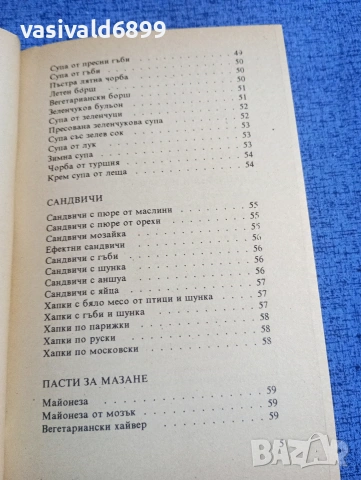 vasivald6899
Супа от пресни гъби 49
Супа от гъби 50
Пъстра лятна чорба 50
Летен борш 50
Вегетариански борш 51
Зеленчуков бульон 51
Супа от зеленчуци 52
Пресована зеленчукова супа 52
Супа със зелев сок 53
Супа от лук 53
Зимна супа 54
Чорба от туршия 54
Крем супа от леща 54
САНДВИЧИ
Сандвичи с пюре от маслини 55
Сандвичи с пюре от орехи 55
Сандвичи мозайка 55
Ефектни сандвичи 56
Сандвичи с гъби 56
Сандвичи с шунка 56
Сандвичи с аншуа 56
Сандвичи с яйца 57
Хапки с бяло месо от птици и шунка 57
Хапки с гъби и шунка 57
Хапки по парижки 58
Хапки по руски 58
Хапки по московски 58
ПАСТИ ЗА МАЗАНЕ
Майонеза 59
Майонеза от мозък 59
Вегетариански хайвер 59
5
BAZAR